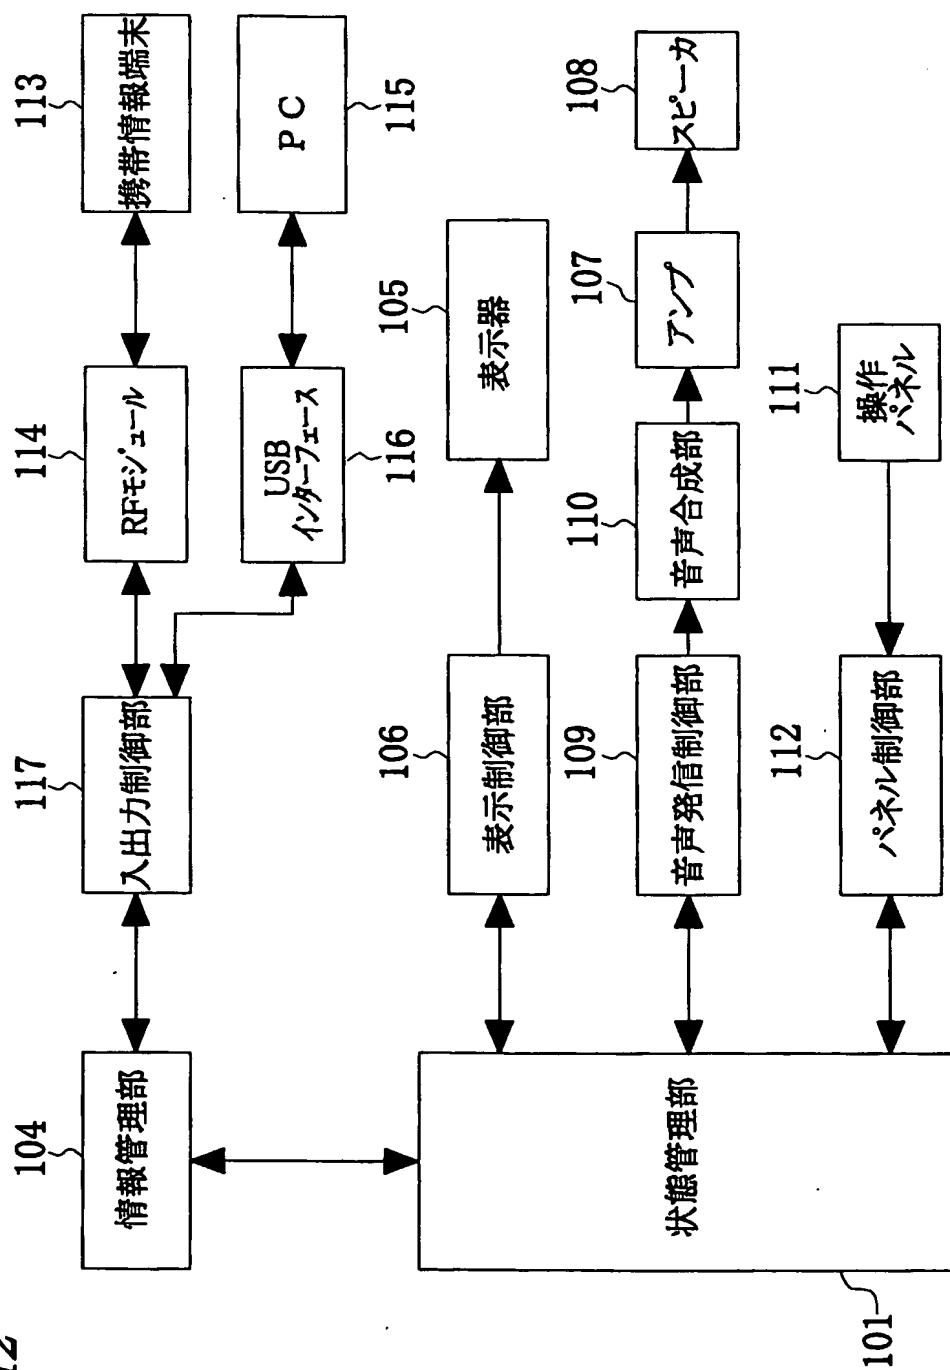 113
携帯情報端末
114
RFモジュール
117
入出力制御部
104
情報管理部
PC
115
USB
インターフェース
116
105
表示器
106
表示制御部
108
スピーカ
107
アンプ
110
音声合成部
109
音声発信制御部
111
操作
パネル
112
パネル制御部
状態管理部
101